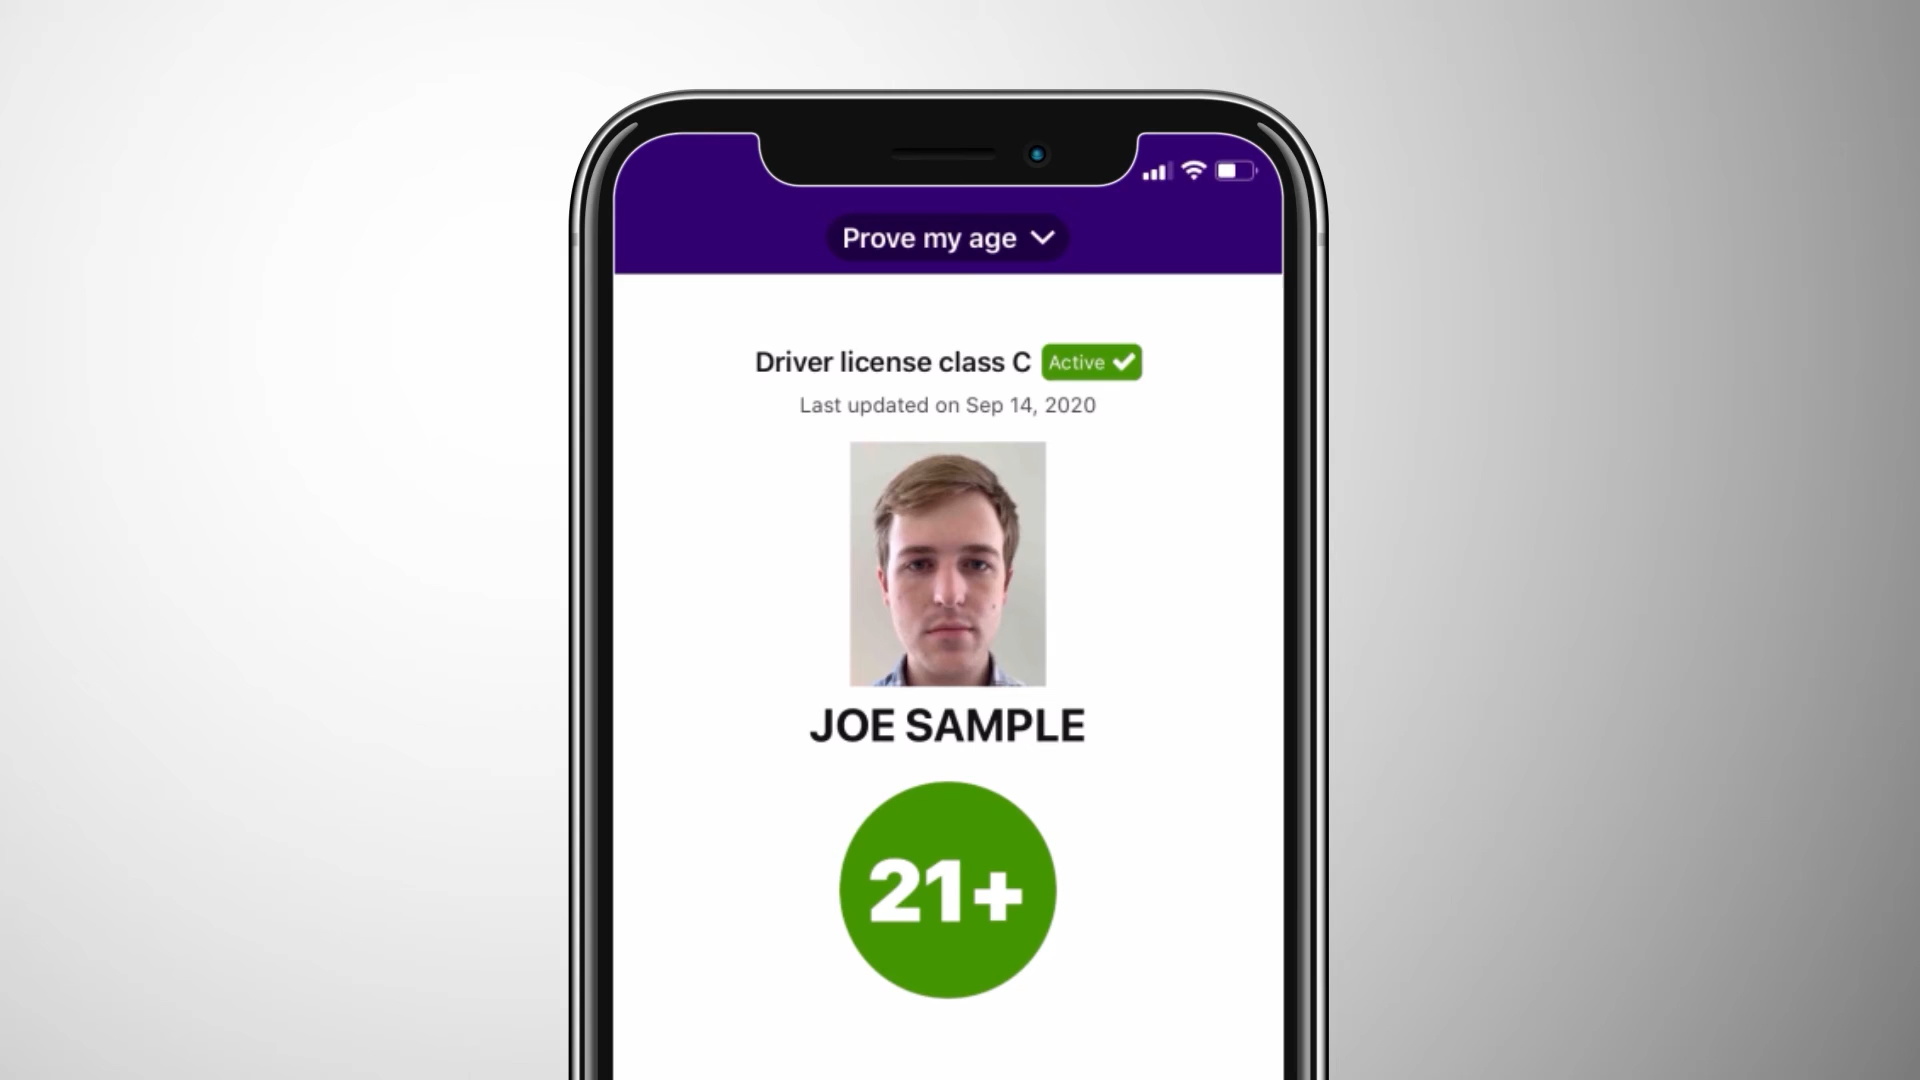 Prove my age
Driver license class C Active
Last updated on Sep 14, 2020
JOE SAMPLE
21+